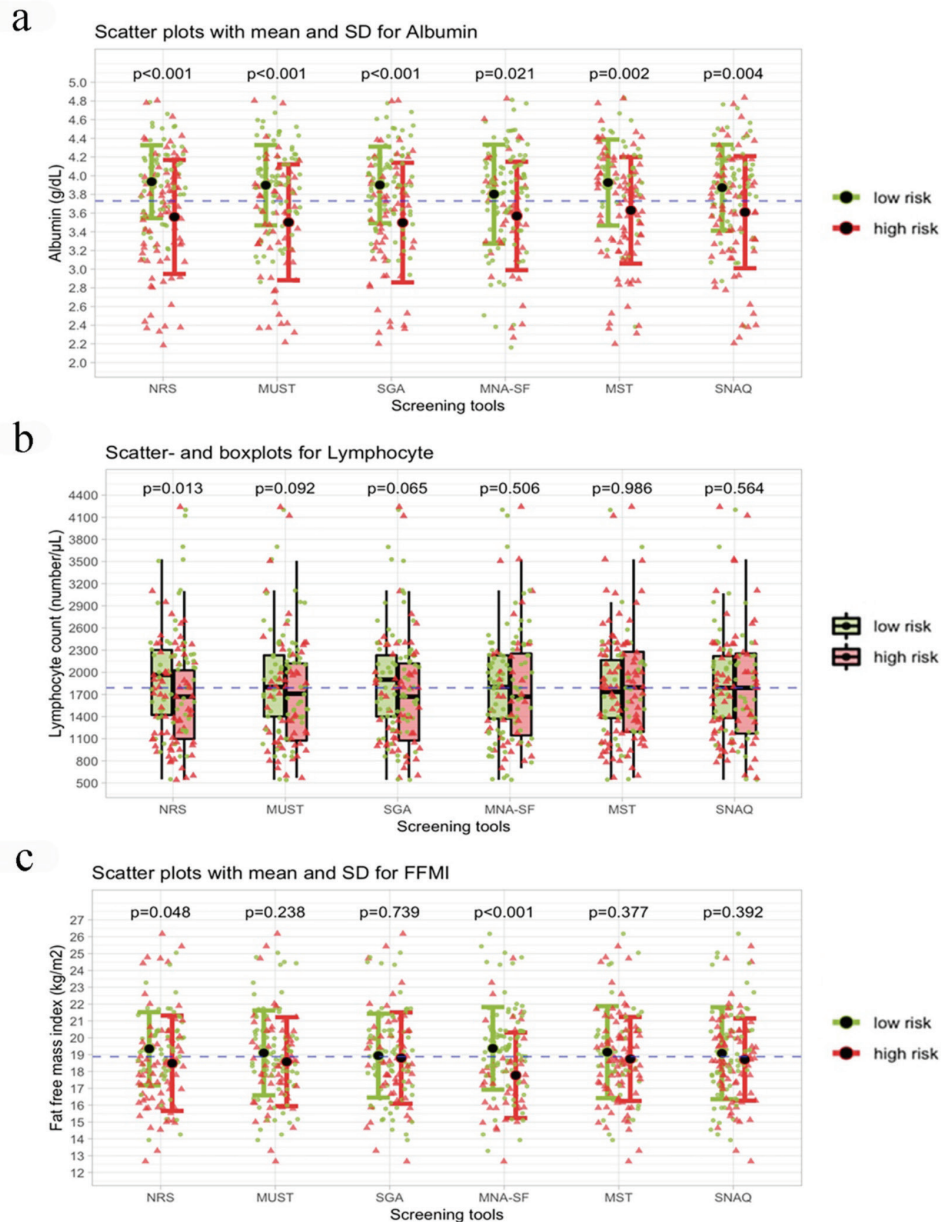 a
Scatter plots with mean and SD for Albumin
p<0.001 p<0.001 p<0.001 p=0.021 p=0.002 p=0.004
5.0
4.8
4.6
4.4
4.2
4.0
3.8
3.6
3.4
3.2
3.0
2.8
2.6
2.4
2.2
2.0
Albumin (g/dL)
NRS MUST SGA MNA-SF MST SNAQ
Screening tools
low risk
high risk
b
Scatter- and boxplots for Lymphocyte
p=0.013 p=0.092 p=0.065 p=0.506 p=0.986 p=0.564
4400
4100
3800
3500
3200
2900
2600
2300
2000
1700
1400
1100
800
500
Lymphocyte count (number/µL)
NRS MUST SGA MNA-SF MST SNAQ
Screening tools
low risk
high risk
c
Scatter plots with mean and SD for FFMI
p=0.048 p=0.238 p=0.739 p<0.001 p=0.377 p=0.392
27
26
25
24
23
22
21
20
19
18
17
16
15
14
13
12
Fat free mass index (kg/m2)
NRS MUST SGA MNA-SF MST SNAQ
Screening tools
low risk
high risk